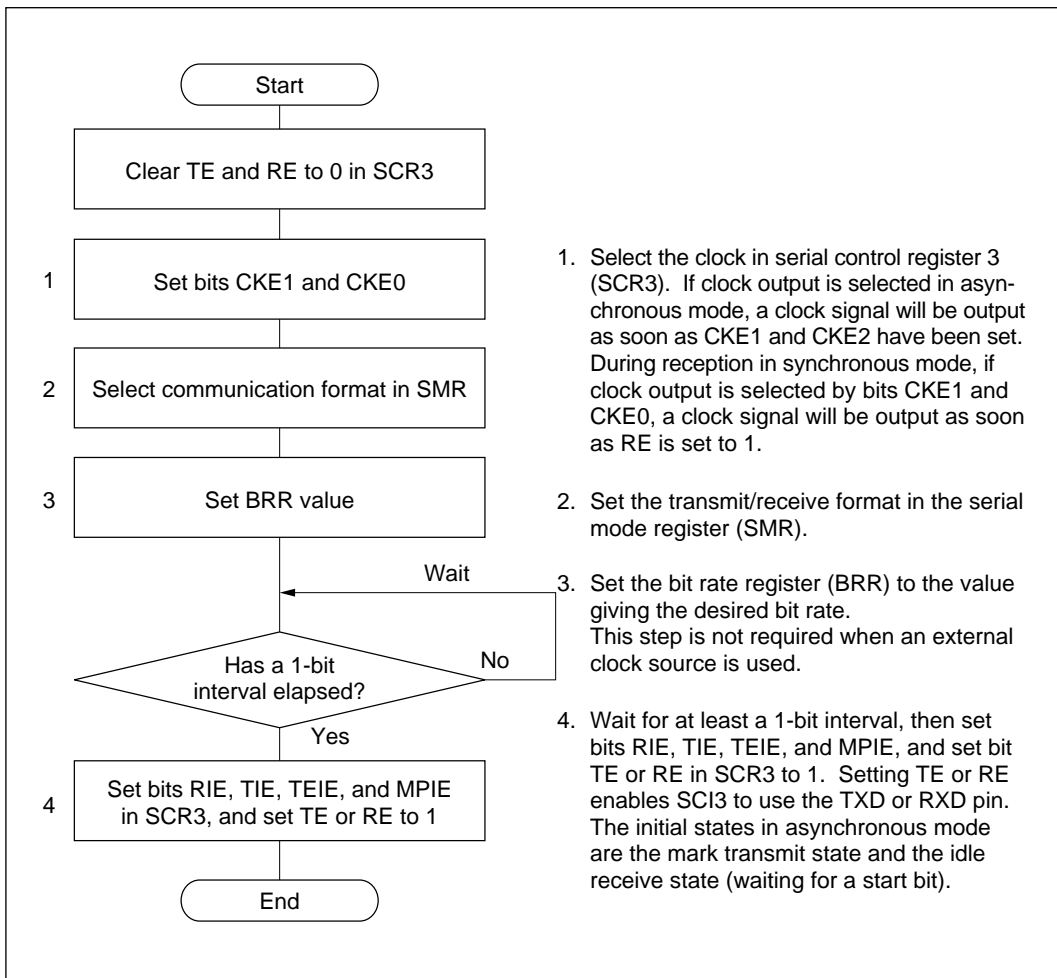 Start
Clear TE and RE to 0 in SCR3
1
Set bits CKE1 and CKE0
2
Select communication format in SMR
3
Set BRR value
Wait
Has a 1-bit
interval elapsed?
No
Yes
4
Set bits RIE, TIE, TEIE, and MPIE
in SCR3, and set TE or RE to 1
End
1. Select the clock in serial control register 3
(SCR3).  If clock output is selected in asyn-
chronous mode, a clock signal will be output
as soon as CKE1 and CKE2 have been set.
During reception in synchronous mode, if
clock output is selected by bits CKE1 and
CKE0, a clock signal will be output as soon
as RE is set to 1.
2. Set the transmit/receive format in the serial
mode register (SMR).
3. Set the bit rate register (BRR) to the value
giving the desired bit rate.
This step is not required when an external
clock source is used.
4. Wait for at least a 1-bit interval, then set
bits RIE, TIE, TEIE, and MPIE, and set bit
TE or RE in SCR3 to 1.  Setting TE or RE
enables SCI3 to use the TXD or RXD pin.
The initial states in asynchronous mode
are the mark transmit state and the idle
receive state (waiting for a start bit).